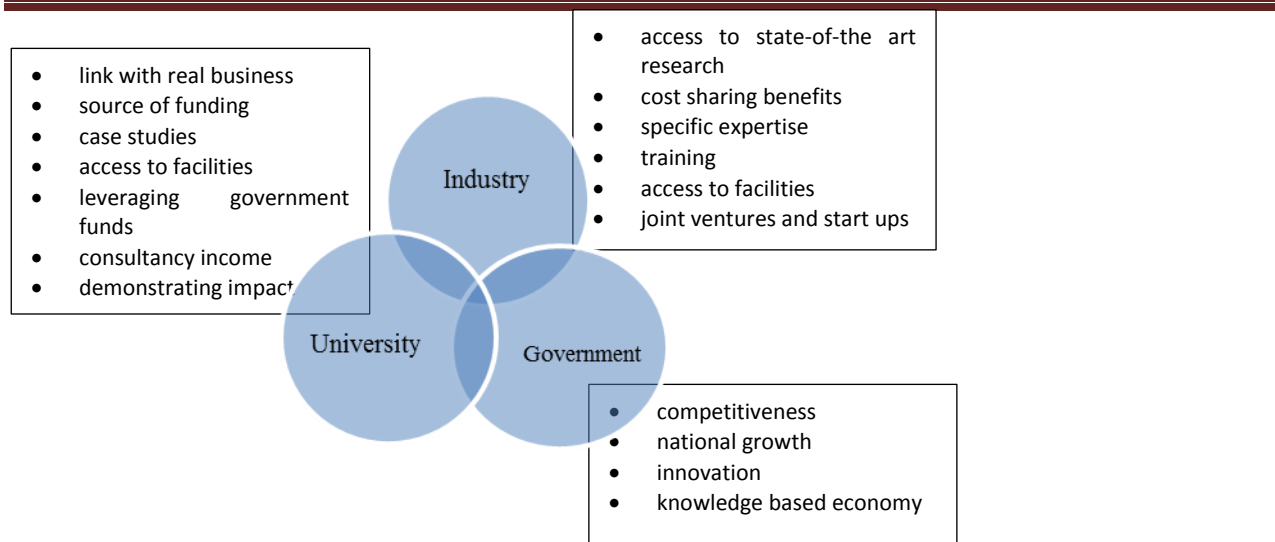 • link with real business
• source of funding
• case studies
• access to facilities
• leveraging government
funds
• consultancy income
• demonstrating impact
• access to state-of-the art
research
• cost sharing benefits
• specific expertise
• training
• access to facilities
• joint ventures and start ups
Industry
University
Government
• competitiveness
• national growth
• innovation
• knowledge based economy